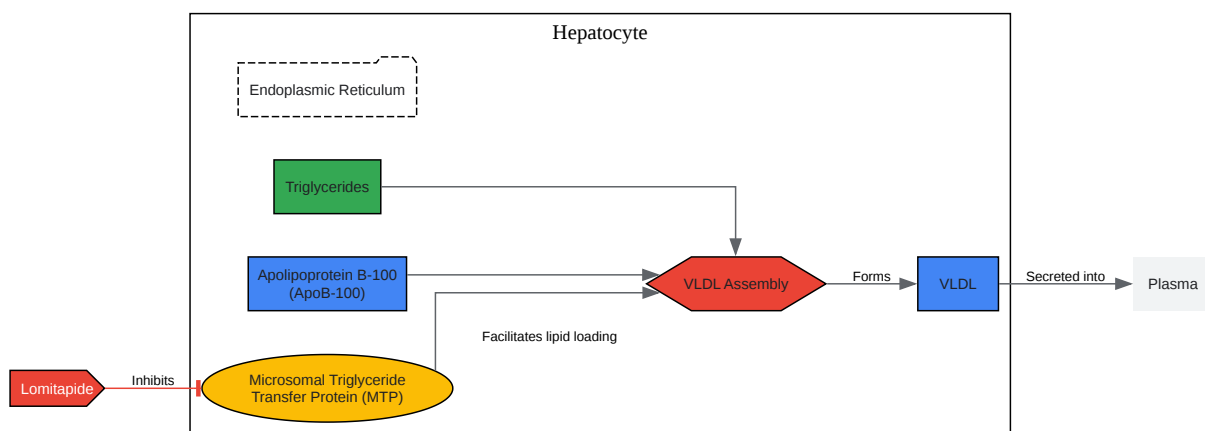 Hepatocyte
Endoplasmic Reticulum
Triglycerides
Apolipoprotein B-100
(ApoB-100)
VLDL Assembly
Forms
VLDL
Secreted into
Plasma
Facilitates lipid loading
Lomitapide
Inhibits
Microsomal Triglyceride
Transfer Protein (MTP)